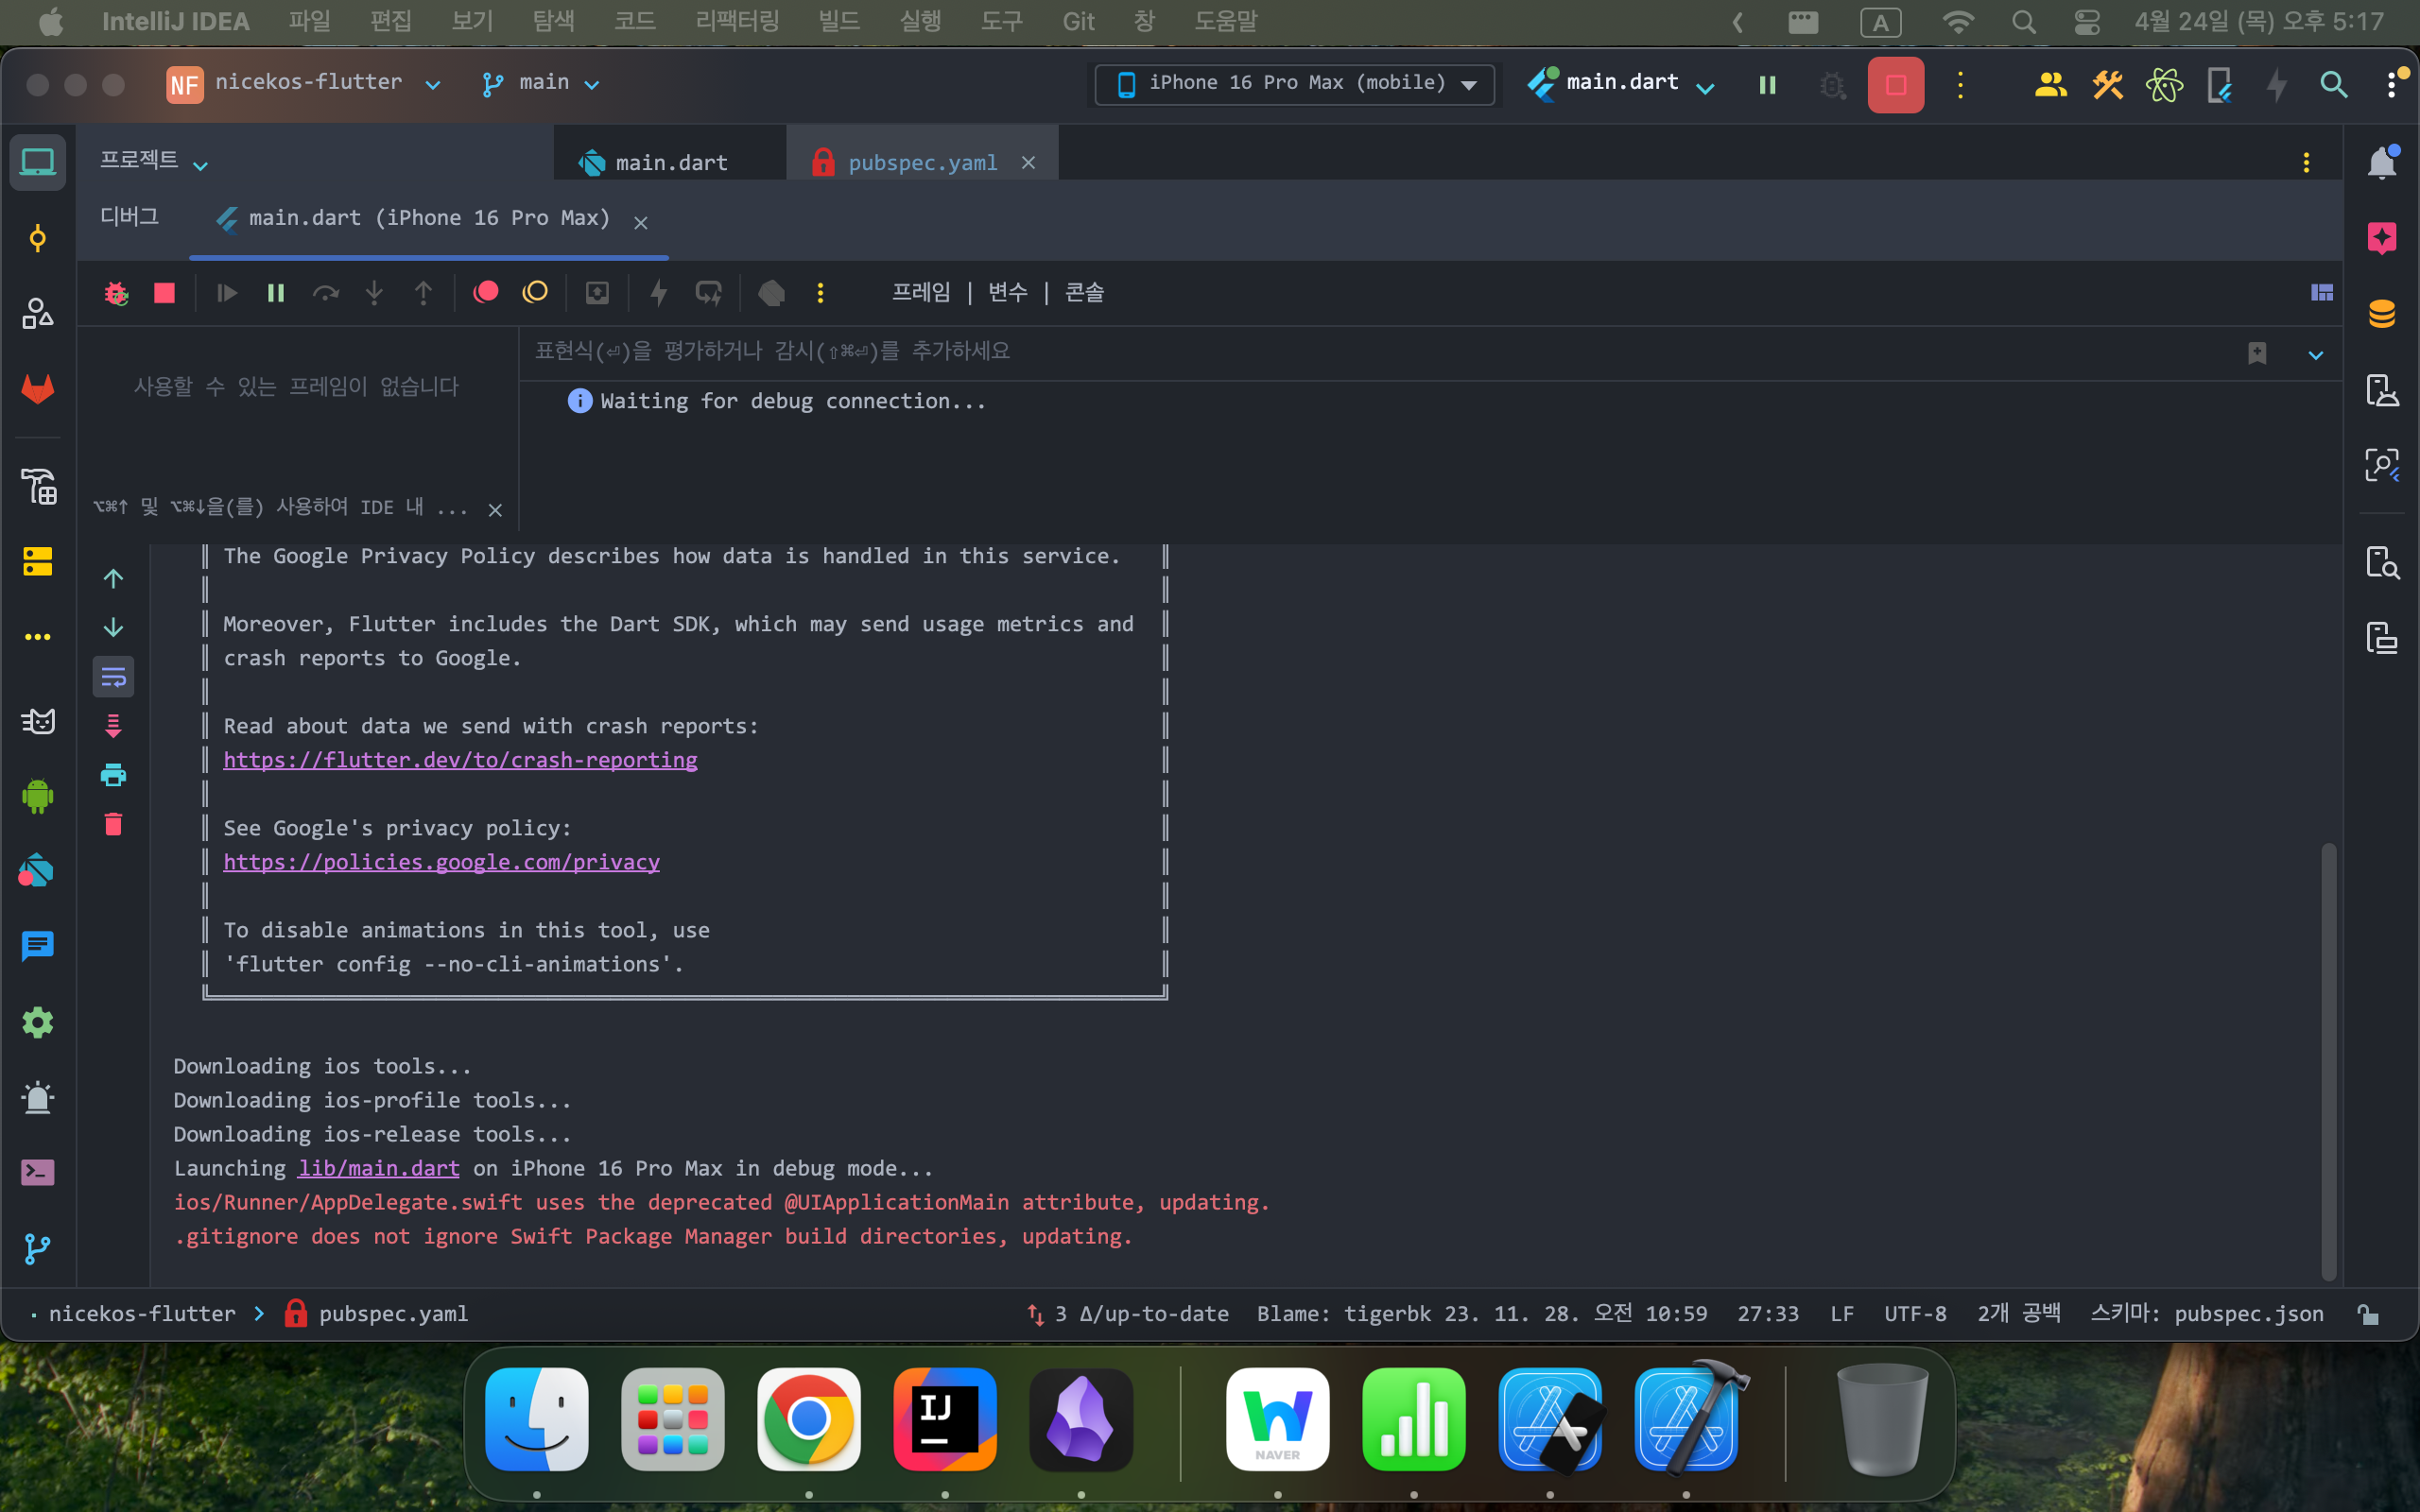 IntelliJ IDEA 파일 편집 보기 탐색 코드 리팩터링 빌드 실행 도구 Git 창 도움말 A 4월 24일 (목) 오후 5:17
NF nicekos-flutter main iPhone 16 Pro Max (mobile) main.dart
프로젝트 main.dart pubspec.yaml
디버그 main.dart (iPhone 16 Pro Max)
프레임 | 변수 | 콘솔
표현식(⏎)을 평가하거나 감시(⇧⌘⏎)를 추가하세요
사용할 수 있는 프레임이 없습니다
Waiting for debug connection...
⌥⌘↑ 및 ⌥⌘↓을(를) 사용하여 IDE 내 ...
The Google Privacy Policy describes how data is handled in this service.
Moreover, Flutter includes the Dart SDK, which may send usage metrics and
crash reports to Google.
Read about data we send with crash reports:
https://flutter.dev/to/crash-reporting
See Google's privacy policy:
https://policies.google.com/privacy
To disable animations in this tool, use
'flutter config --no-cli-animations'.
Downloading ios tools...
Downloading ios-profile tools...
Downloading ios-release tools...
Launching lib/main.dart on iPhone 16 Pro Max in debug mode...
ios/Runner/AppDelegate.swift uses the deprecated @UIApplicationMain attribute, updating.
.gitignore does not ignore Swift Package Manager build directories, updating.
nicekos-flutter pubspec.yaml 3 Δ/up-to-date Blame: tigerbk 23. 11. 28. 오전 10:59 27:33 LF UTF-8 2개 공백 스키마: pubspec.json
IJ
NAVER